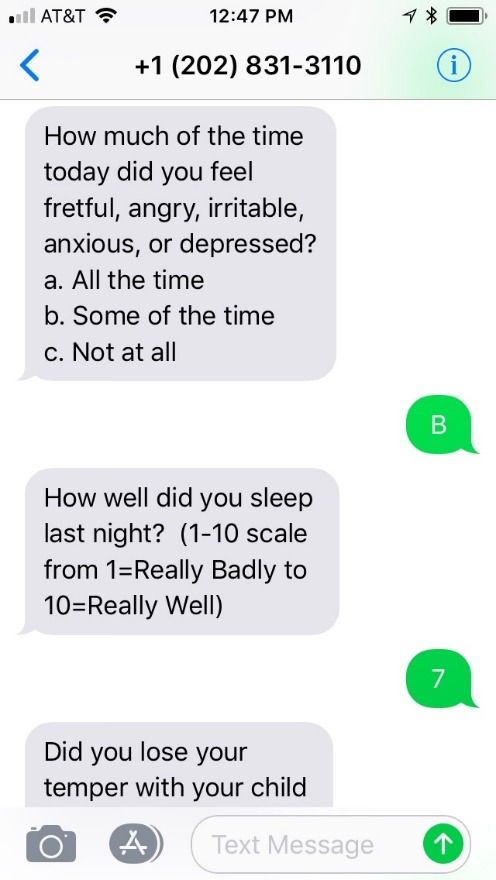 AT&T 12:47 PM
+1 (202) 831-3110
How much of the time
today did you feel
fretful, angry, irritable,
anxious, or depressed?
a. All the time
b. Some of the time
c. Not at all
B
How well did you sleep
last night? (1-10 scale
from 1=Really Badly to
10=Really Well)
7
Did you lose your
temper with your child
Text Message